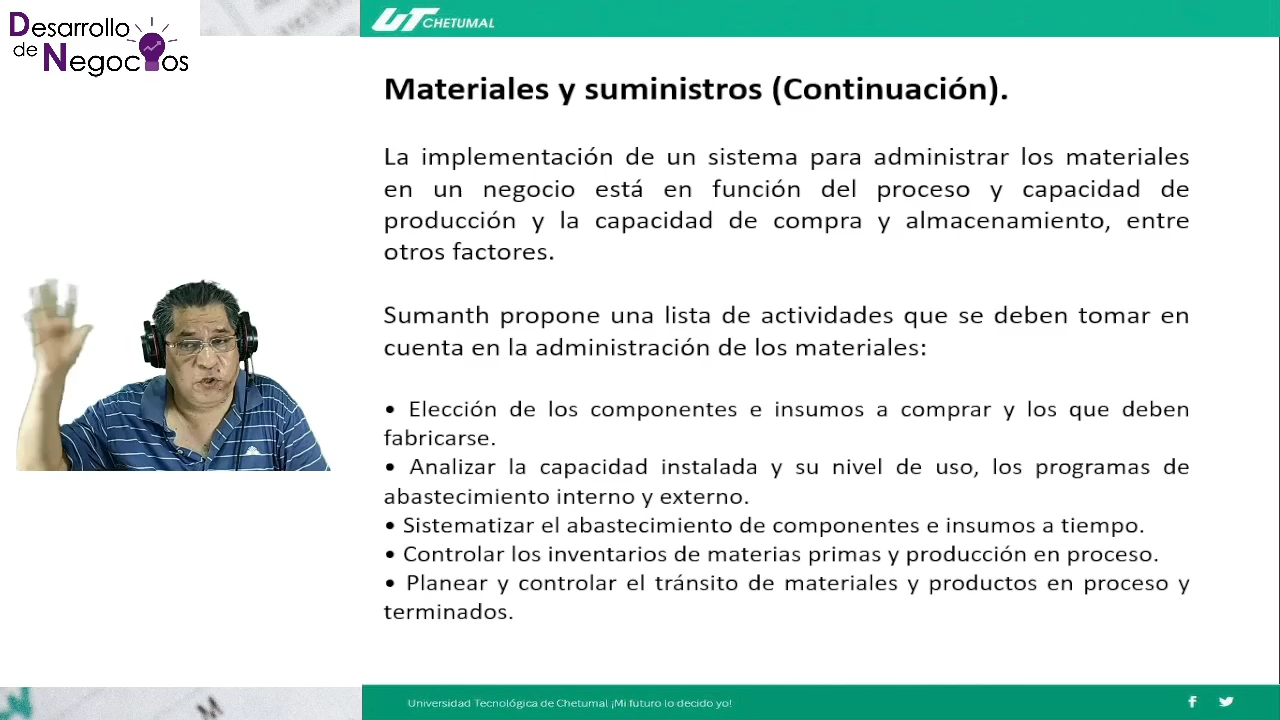 Desarrollo
de
Negocios
UT CHETUMAL
Materiales y suministros (Continuación).
La implementación de un sistema para administrar los materiales
en un negocio está en función del proceso y capacidad de
producción y la capacidad de compra y almacenamiento, entre
otros factores.
Sumanth propone una lista de actividades que se deben tomar en
cuenta en la administración de los materiales:
• Elección de los componentes e insumos a comprar y los que deben
fabricarse.
• Analizar la capacidad instalada y su nivel de uso, los programas de
abastecimiento interno y externo.
• Sistematizar el abastecimiento de componentes e insumos a tiempo.
• Controlar los inventarios de materias primas y producción en proceso.
• Planear y controlar el tránsito de materiales y productos en proceso y
terminados.
Universidad Tecnológica de Chetumal ¡Mi futuro lo decido yo!